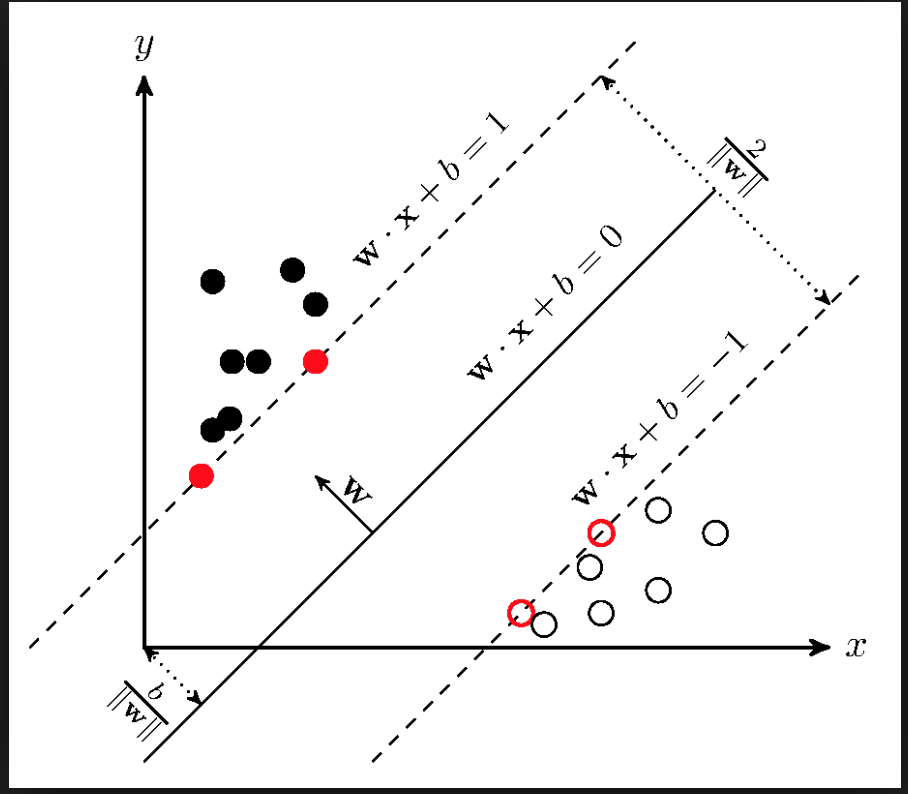 y
w · x + b = 1
2
‖w‖
w · x + b = 0
w · x + b = −1
w
x
b
‖w‖